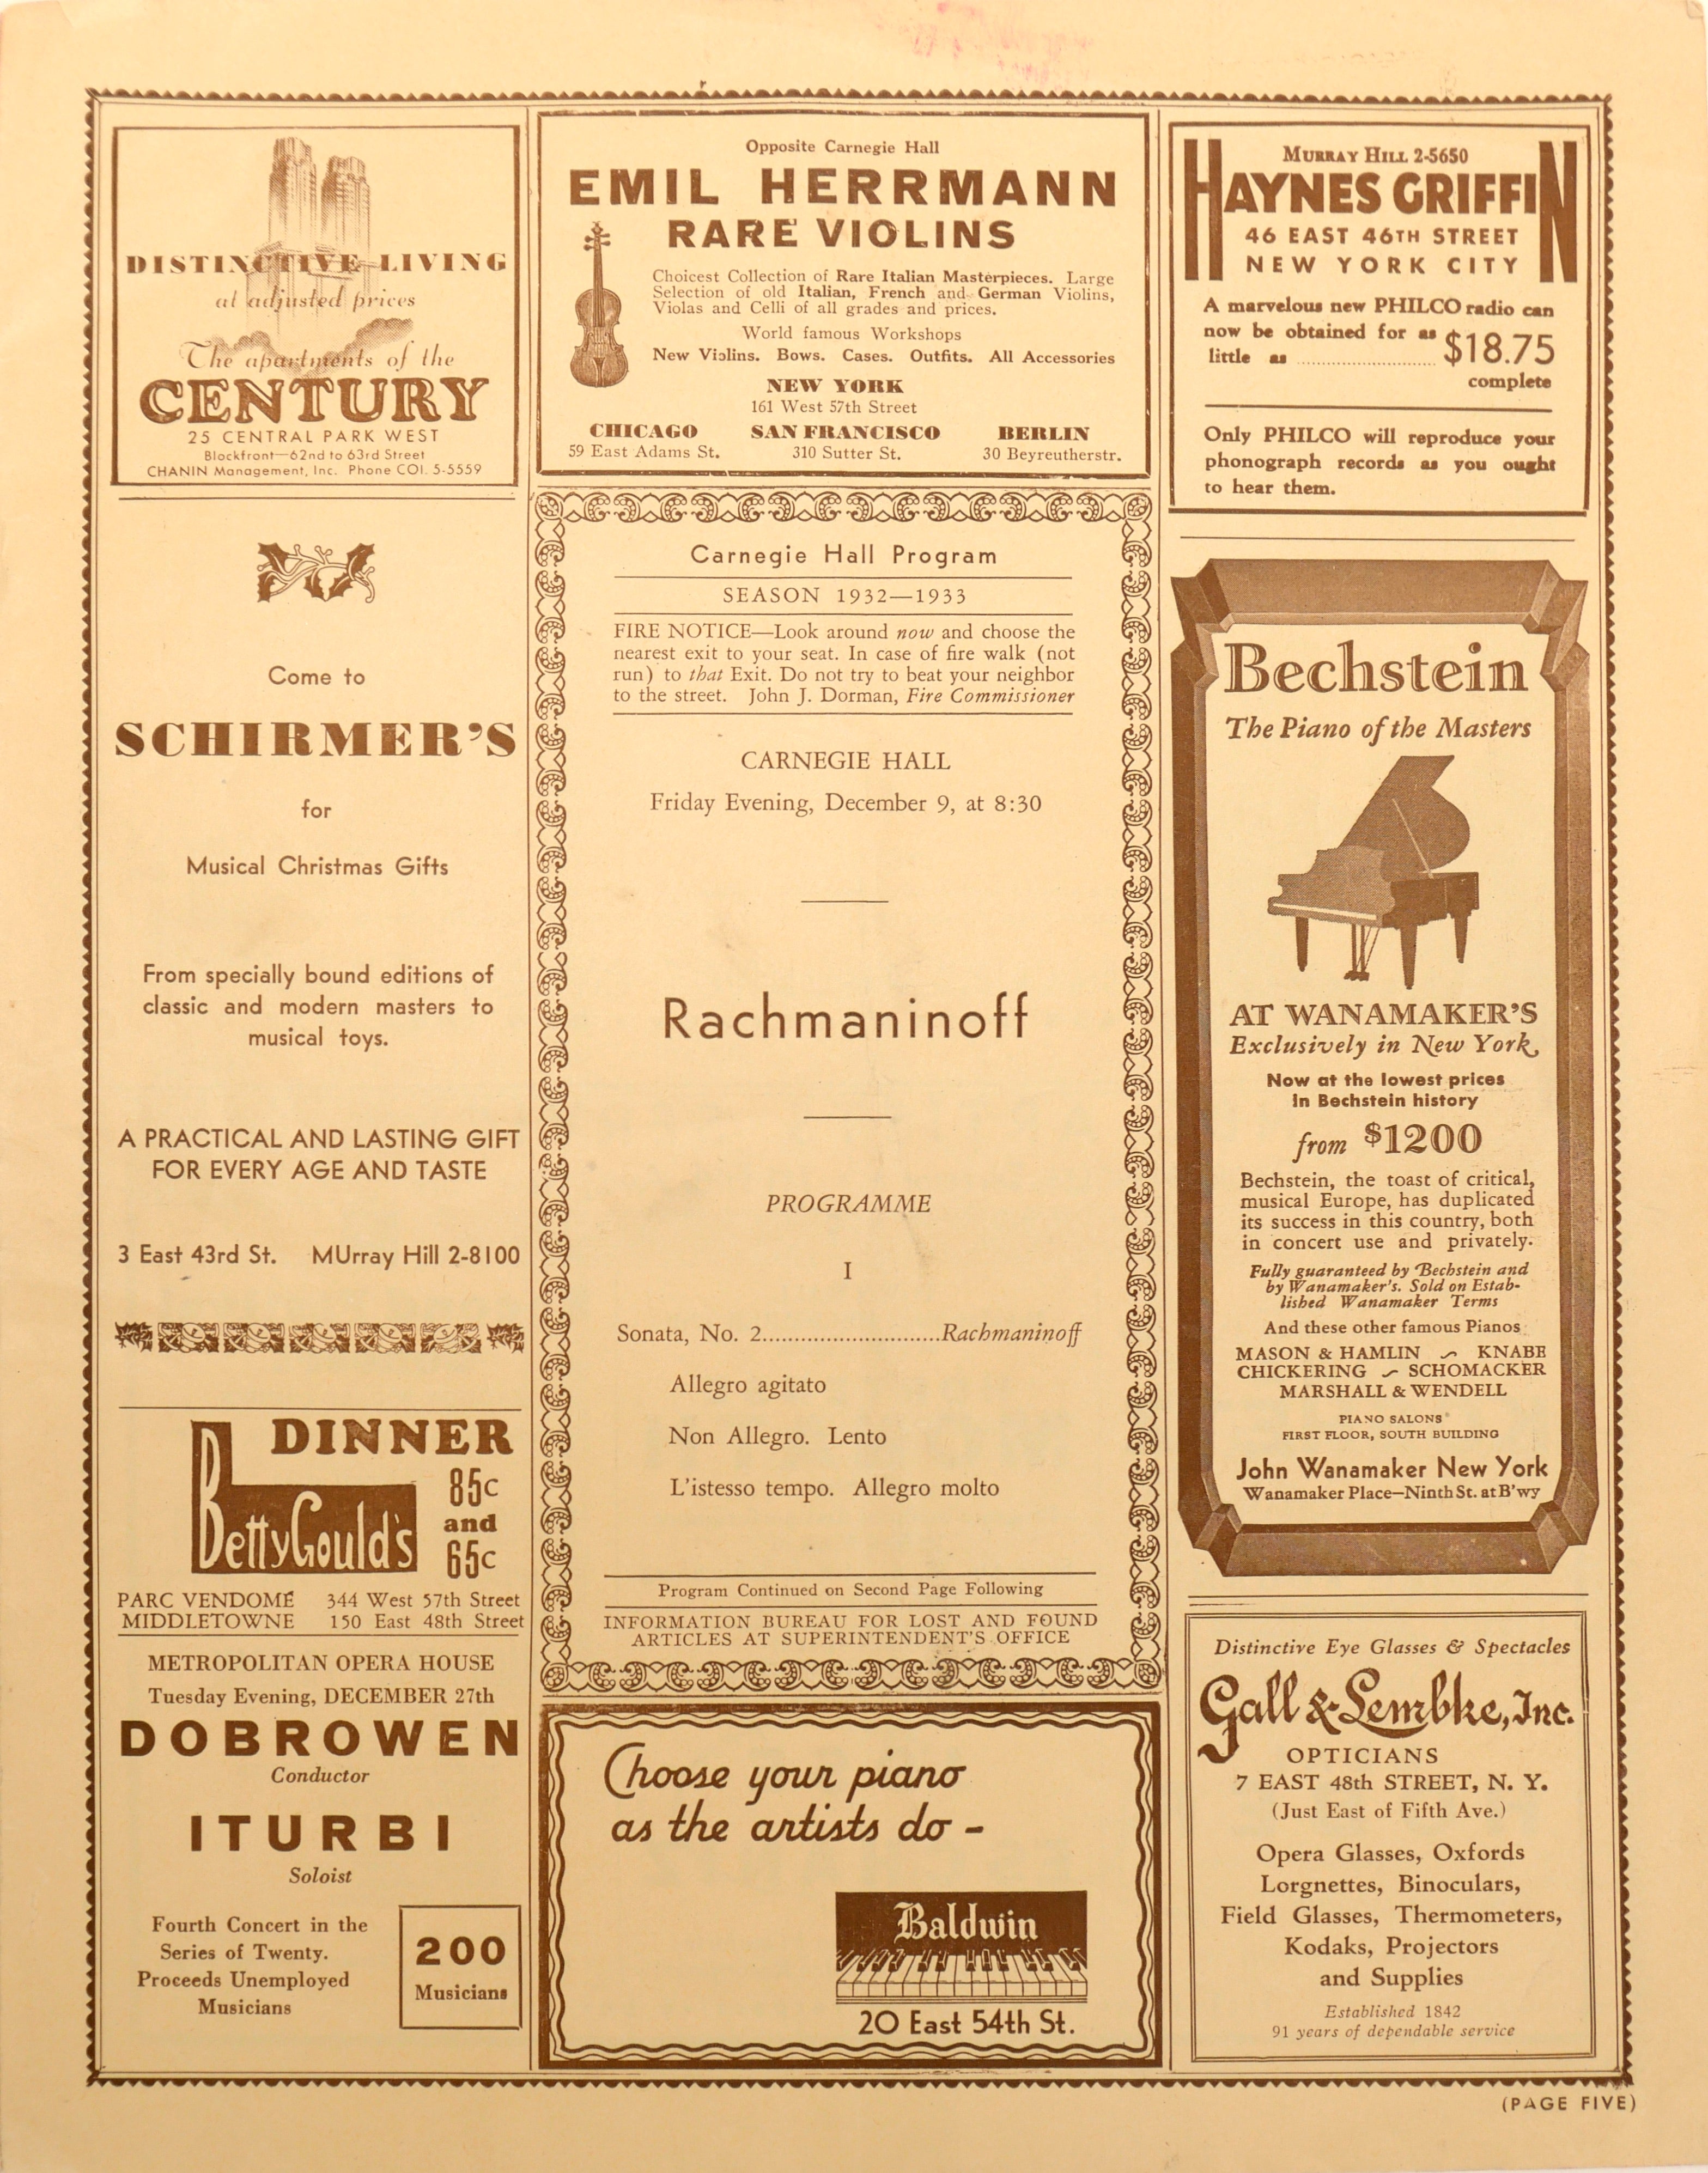 DISTINCTIVE LIVING
at adjusted prices
The apartments of the
CENTURY
25 CENTRAL PARK WEST
Blockfront—62nd to 63rd Street
CHANIN Management, Inc. Phone COl. 5-5559
Come to
SCHIRMER'S
for
Musical Christmas Gifts
From specially bound editions of
classic and modern masters to
musical toys.
A PRACTICAL AND LASTING GIFT
FOR EVERY AGE AND TASTE
3 East 43rd St. MUrray Hill 2-8100
DINNER
Betty Gould's
85c
and
65c
PARC VENDOME 344 West 57th Street
MIDDLETOWNE 150 East 48th Street
METROPOLITAN OPERA HOUSE
Tuesday Evening, DECEMBER 27th
DOBROWEN
Conductor
ITURBI
Soloist
Fourth Concert in the
Series of Twenty.
Proceeds Unemployed
Musicians
200
Musicians
Opposite Carnegie Hall
EMIL HERRMANN
RARE VIOLINS
Choicest Collection of Rare Italian Masterpieces. Large
Selection of old Italian, French and German Violins,
Violas and Celli of all grades and prices.
World famous Workshops
New Violins. Bows. Cases. Outfits. All Accessories
NEW YORK
161 West 57th Street
CHICAGO SAN FRANCISCO BERLIN
59 East Adams St. 310 Sutter St. 30 Beyreutherstr.
Carnegie Hall Program
SEASON 1932—1933
FIRE NOTICE—Look around now and choose the
nearest exit to your seat. In case of fire walk (not
run) to that Exit. Do not try to beat your neighbor
to the street. John J. Dorman, Fire Commissioner
CARNEGIE HALL
Friday Evening, December 9, at 8:30
Rachmaninoff
PROGRAMME
I
Sonata, No. 2............................Rachmaninoff
Allegro agitato
Non Allegro. Lento
L'istesso tempo. Allegro molto
Program Continued on Second Page Following
INFORMATION BUREAU FOR LOST AND FOUND
ARTICLES AT SUPERINTENDENT'S OFFICE
Choose your piano
as the artists do -
Baldwin
20 East 54th St.
MURRAY HILL 2-5650
HAYNES GRIFFIN
46 EAST 46TH STREET
NEW YORK CITY
A marvelous new PHILCO radio can
now be obtained for as
little as .............................. $18.75
complete
Only PHILCO will reproduce your
phonograph records as you ought
to hear them.
Bechstein
The Piano of the Masters
AT WANAMAKER'S
Exclusively in New York,
Now at the lowest prices
in Bechstein history
from $1200
Bechstein, the toast of critical,
musical Europe, has duplicated
its success in this country, both
in concert use and privately.
Fully guaranteed by Bechstein and
by Wanamaker's. Sold on Estab-
lished Wanamaker Terms
And these other famous Pianos
MASON & HAMLIN ~ KNABE
CHICKERING ~ SCHOMACKER
MARSHALL & WENDELL
PIANO SALONS
FIRST FLOOR, SOUTH BUILDING
John Wanamaker New York
Wanamaker Place—Ninth St. at B'wy
Distinctive Eye Glasses & Spectacles
Gall & Lembke, Inc.
OPTICIANS
7 EAST 48th STREET, N. Y.
(Just East of Fifth Ave.)
Opera Glasses, Oxfords
Lorgnettes, Binoculars,
Field Glasses, Thermometers,
Kodaks, Projectors
and Supplies
Established 1842
91 years of dependable service
(PAGE FIVE)